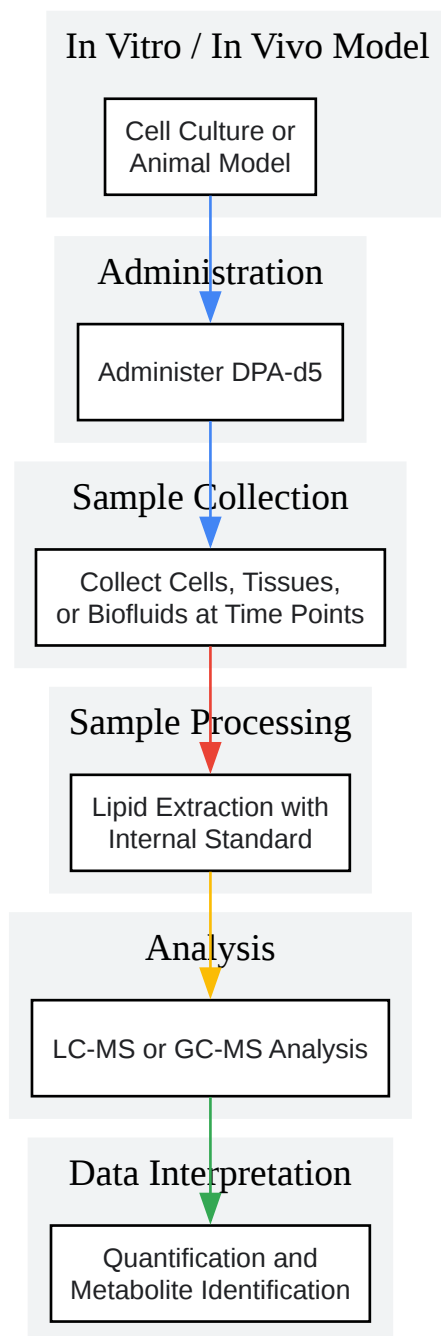 In Vitro / In Vivo Model
Cell Culture or
Animal Model
Administration
Administer DPA-d5
Sample Collection
Collect Cells, Tissues,
or Biofluids at Time Points
Sample Processing
Lipid Extraction with
Internal Standard
Analysis
LC-MS or GC-MS Analysis
Data Interpretation
Quantification and
Metabolite Identification